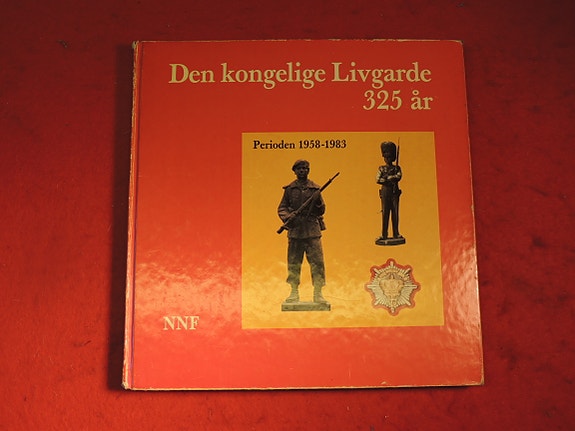 Den kongelige Livgarde
325 år
Perioden 1958-1983
NNF